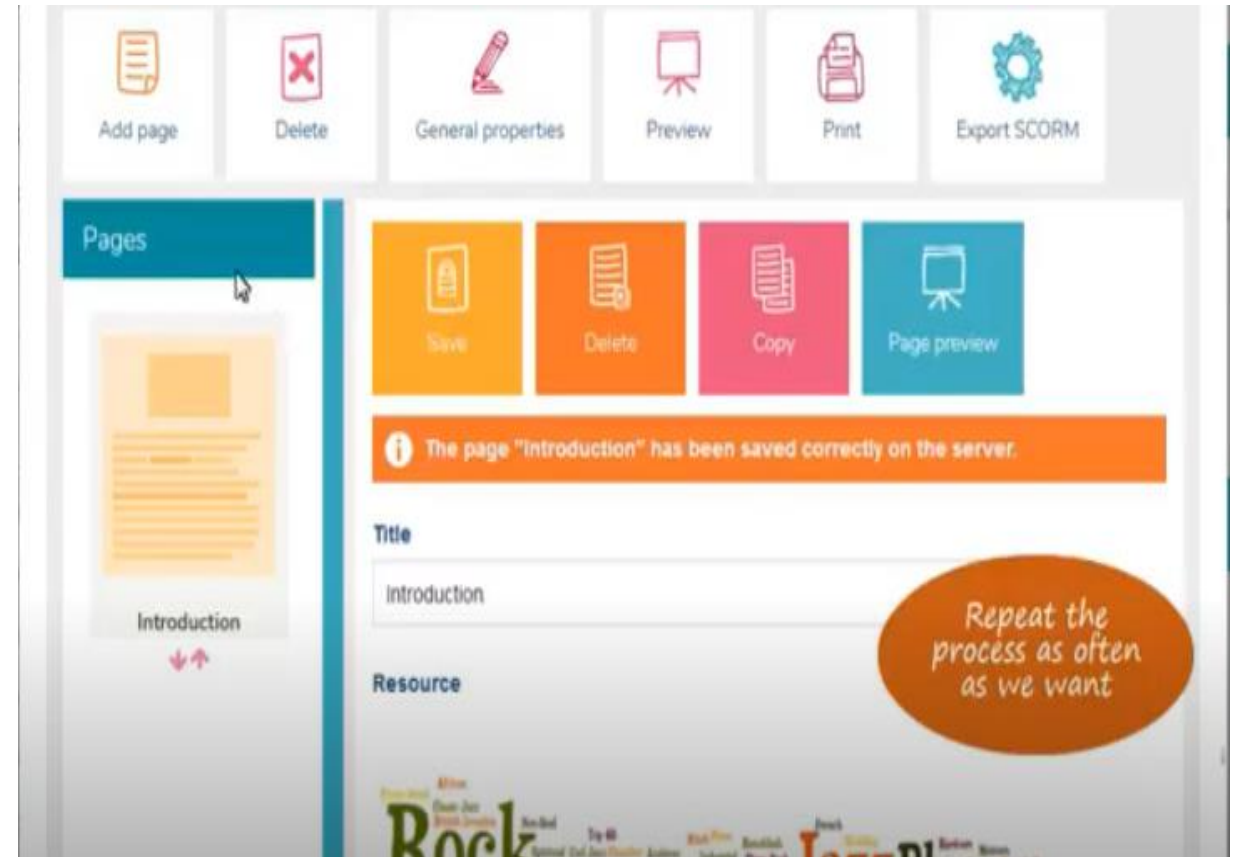 Add page
Delete
General properties
Preview
Print
Export SCORM
Pages
Save
Delete
Copy
Page preview
The page "Introduction" has been saved correctly on the server.
Title
Introduction
Introduction
Repeat the
process as often
as we want
Resource
Rock
Jazz